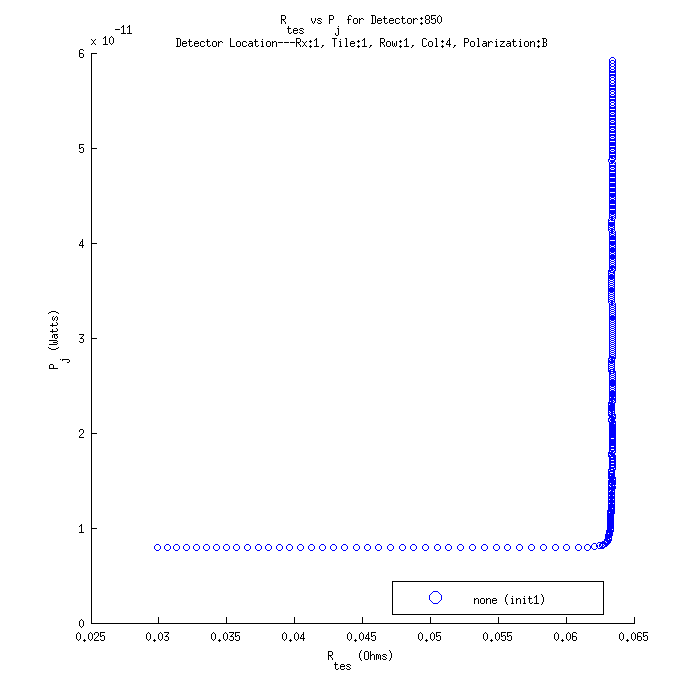 R_tes vs P_j for Detector:850
Detector Location---Rx:1, Tile:1, Row:1, Col:4, Polarization:B
x 10^-11
6
5
4
3
2
1
0
P_j (Watts)
none (init1)
0.025 0.03 0.035 0.04 0.045 0.05 0.055 0.06 0.065
R_tes (Ohms)